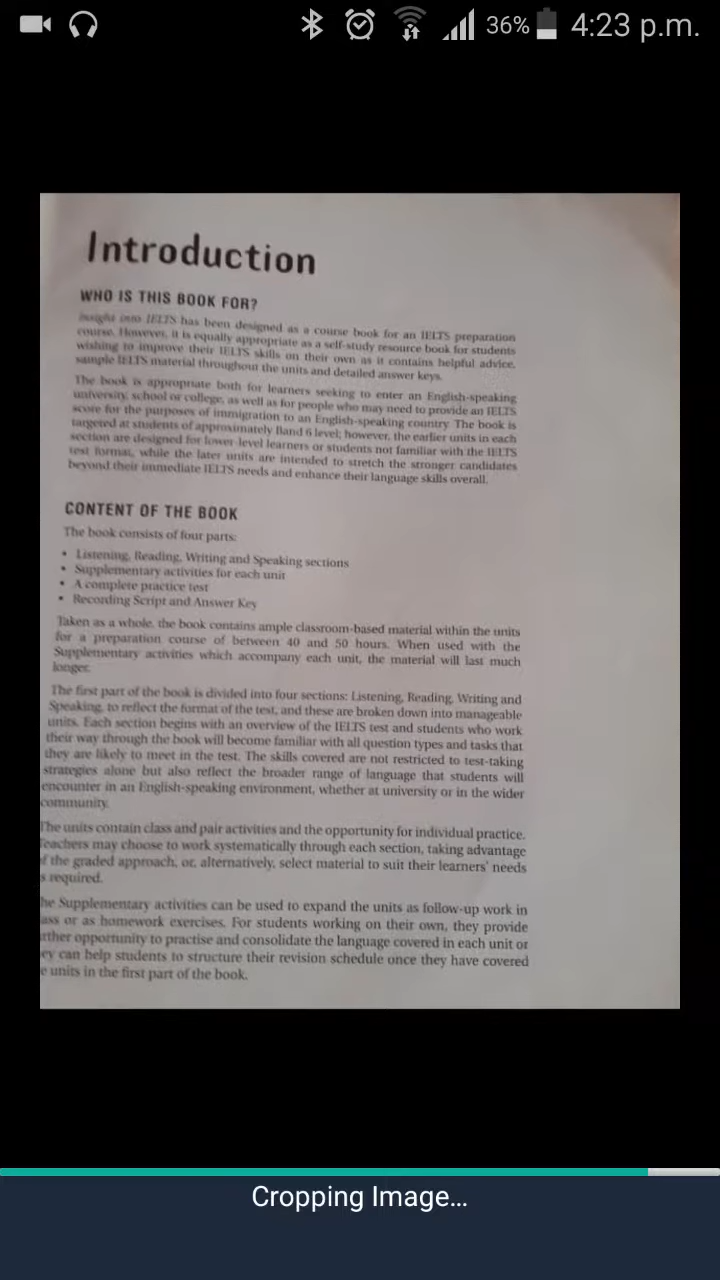 36% 4:23 p.m.
Introduction
WHO IS THIS BOOK FOR?
Insight into IELTS has been designed as a course book for an IELTS preparation
course. However, it is equally appropriate as a self-study resource book for students
wishing to improve their IELTS skills on their own as it contains helpful advice,
sample IELTS material throughout the units and detailed answer keys.
The book is appropriate both for learners seeking to enter an English-speaking
university, school or college, as well as for people who may need to provide an IELTS
score for the purposes of immigration to an English-speaking country. The book is
targeted at students of approximately Band 6 level; however, the earlier units in each
section are designed for lower-level learners or students not familiar with the IELTS
test format, while the later units are intended to stretch the stronger candidates
beyond their immediate IELTS needs and enhance their language skills overall.
CONTENT OF THE BOOK
The book consists of four parts:
• Listening, Reading, Writing and Speaking sections
• Supplementary activities for each unit
• A complete practice test
• Recording Script and Answer Key
Taken as a whole, the book contains ample classroom-based material within the units
for a preparation course of between 40 and 50 hours. When used with the
Supplementary activities which accompany each unit, the material will last much
longer.
The first part of the book is divided into four sections: Listening, Reading, Writing and
Speaking, to reflect the format of the test, and these are broken down into manageable
units. Each section begins with an overview of the IELTS test and students who work
their way through the book will become familiar with all question types and tasks that
they are likely to meet in the test. The skills covered are not restricted to test-taking
strategies alone but also reflect the broader range of language that students will
encounter in an English-speaking environment, whether at university or in the wider
community.
The units contain class and pair activities and the opportunity for individual practice.
Teachers may choose to work systematically through each section, taking advantage
f the graded approach, or, alternatively, select material to suit their learners' needs
s required.
he Supplementary activities can be used to expand the units as follow-up work in
ass or as homework exercises. For students working on their own, they provide
rther opportunity to practise and consolidate the language covered in each unit or
ey can help students to structure their revision schedule once they have covered
e units in the first part of the book.
Cropping Image...